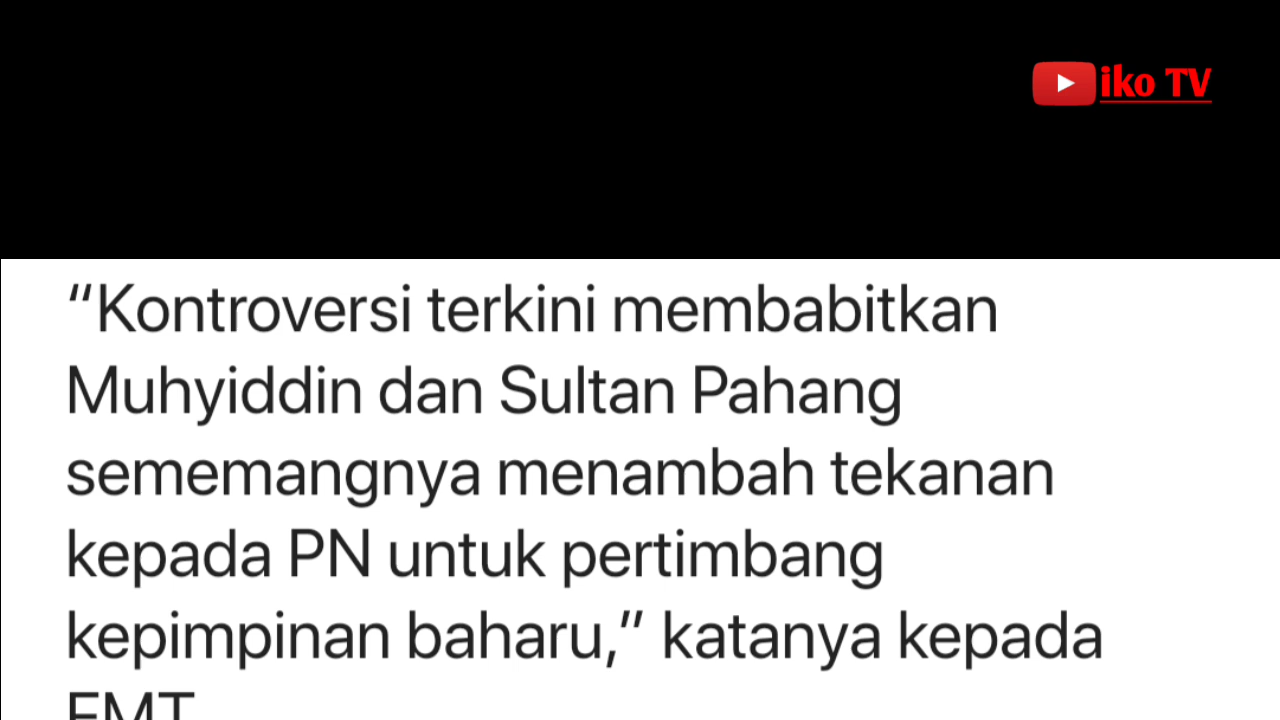 iko TV
“Kontroversi terkini membabitkan
Muhyiddin dan Sultan Pahang
sememangnya menambah tekanan
kepada PN untuk pertimbang
kepimpinan baharu,” katanya kepada
FMT